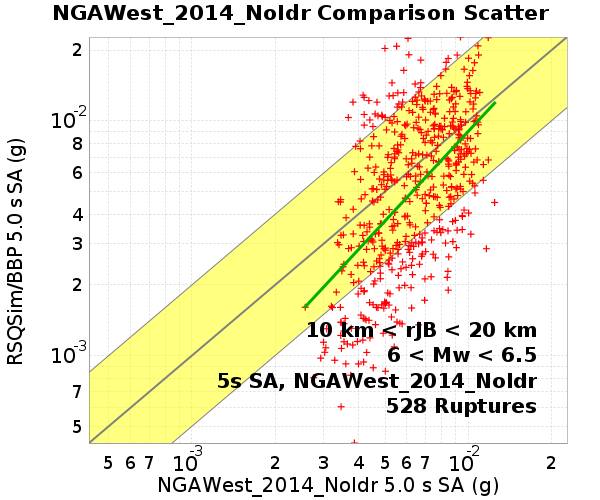 NGAWest_2014_NoIdr Comparison Scatter
RSQSim/BBP 5.0 s SA (g)
2
10-2
8
6
4
3
2
10-3
7
5
10 km < rJB < 20 km
6 < Mw < 6.5
5s SA, NGAWest_2014_NoIdr
528 Ruptures
5 6 7 10-3 2 3 4 5 6 7 10-2 2
NGAWest_2014_NoIdr 5.0 s SA (g)